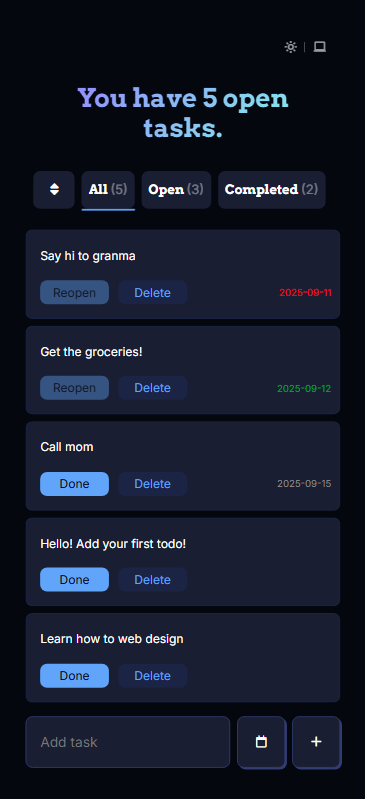 You have 5 open
tasks.
All (5) Open (3) Completed (2)
Say hi to granma
Reopen Delete 2025-09-11
Get the groceries!
Reopen Delete 2025-09-12
Call mom
Done Delete 2025-09-15
Hello! Add your first todo!
Done Delete
Learn how to web design
Done Delete
Add task